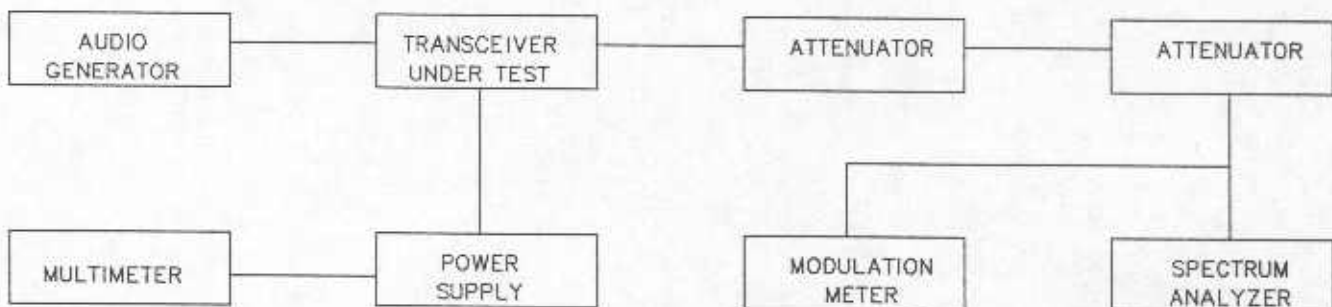 AUDIO
GENERATOR
TRANSCEIVER
UNDER TEST
ATTENUATOR
ATTENUATOR
MULTIMETER
POWER
SUPPLY
MODULATION
METER
SPECTRUM
ANALYZER